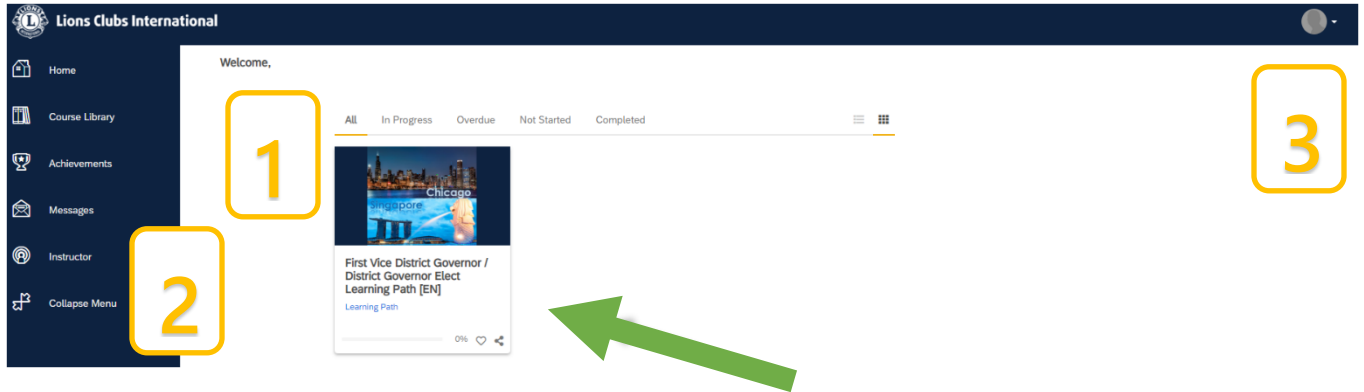 Lions Clubs International
Home
Course Library
Achievements
Messages
Instructor
Collapse Menu
Welcome,
1
2
3
All In Progress Overdue Not Started Completed
Chicago
Singapore
First Vice District Governor /
District Governor Elect
Learning Path [EN]
Learning Path
0%